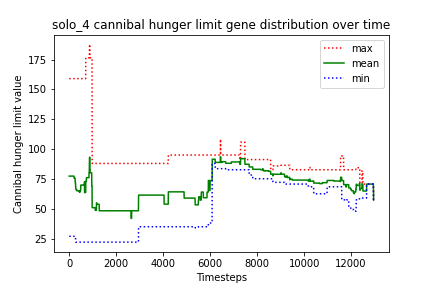 solo_4 cannibal hunger limit gene distribution over time
Cannibal hunger limit value
175
150
125
100
75
50
25
max
mean
min
0 2000 4000 6000 8000 10000 12000
Timesteps